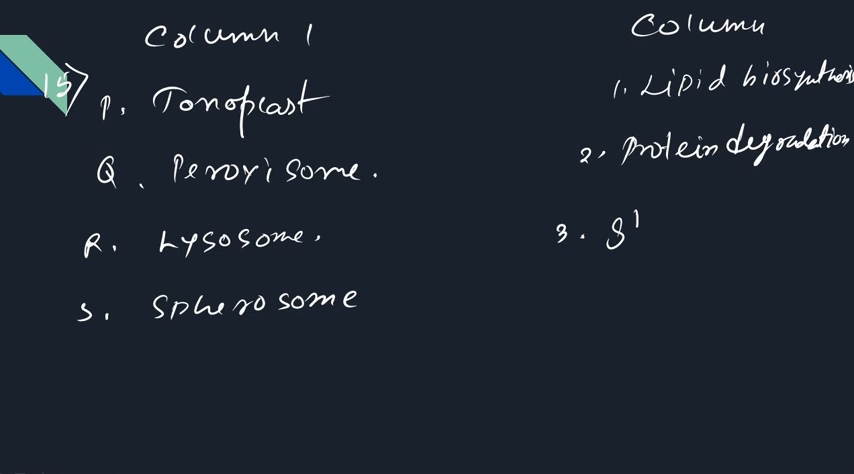 Column 1
Column
15>
P. Tonoplast
1. Lipid biosynthesis
Q. Peroxisome.
2. Protein degradation
R. Lysosome.
3. S
S. Spherosome